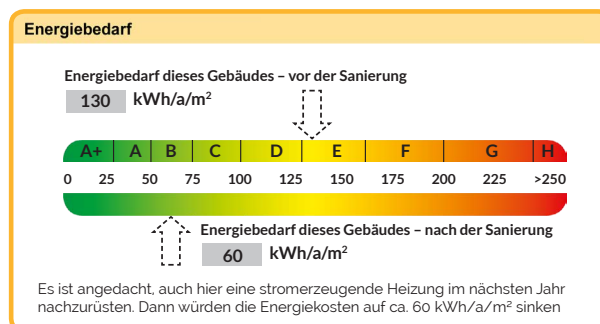 Energiebedarf
Energiebedarf dieses Gebäudes – vor der Sanierung
130 kWh/a/m²
A+ A B C D E F G H
0 25 50 75 100 125 150 175 200 225 >250
Energiebedarf dieses Gebäudes – nach der Sanierung
60 kWh/a/m²
Es ist angedacht, auch hier eine stromerzeugende Heizung im nächsten Jahr
nachzurüsten. Dann würden die Energiekosten auf ca. 60 kWh/a/m² sinken